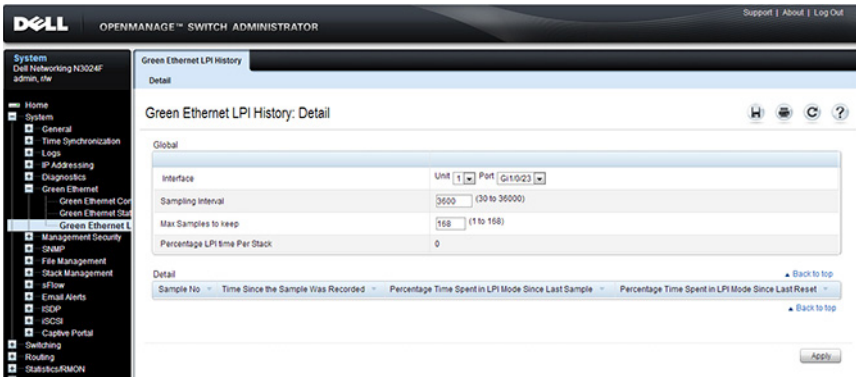 Support | About | Log Out
DELL OPENMANAGE™ SWITCH ADMINISTRATOR
System
Dell Networking N3024F
admin, r/w
Home
System
General
Time Synchronization
Logs
IP Addressing
Diagnostics
Green Ethernet
Green Ethernet Con
Green Ethernet Stat
Green Ethernet L
Management Security
SNMP
File Management
Stack Management
sFlow
Email Alerts
ISDP
iSCSI
Captive Portal
Switching
Routing
Statistics/RMON
Green Ethernet LPI History
Detail
Green Ethernet LPI History: Detail
Global
Interface Unit 1 Port Gi1/0/23
Sampling Interval 3600 (30 to 36000)
Max Samples to keep 168 (1 to 168)
Percentage LPI time Per Stack 0
Detail
Back to top
Sample No Time Since the Sample Was Recorded Percentage Time Spent in LPI Mode Since Last Sample Percentage Time Spent in LPI Mode Since Last Reset
Back to top
Apply